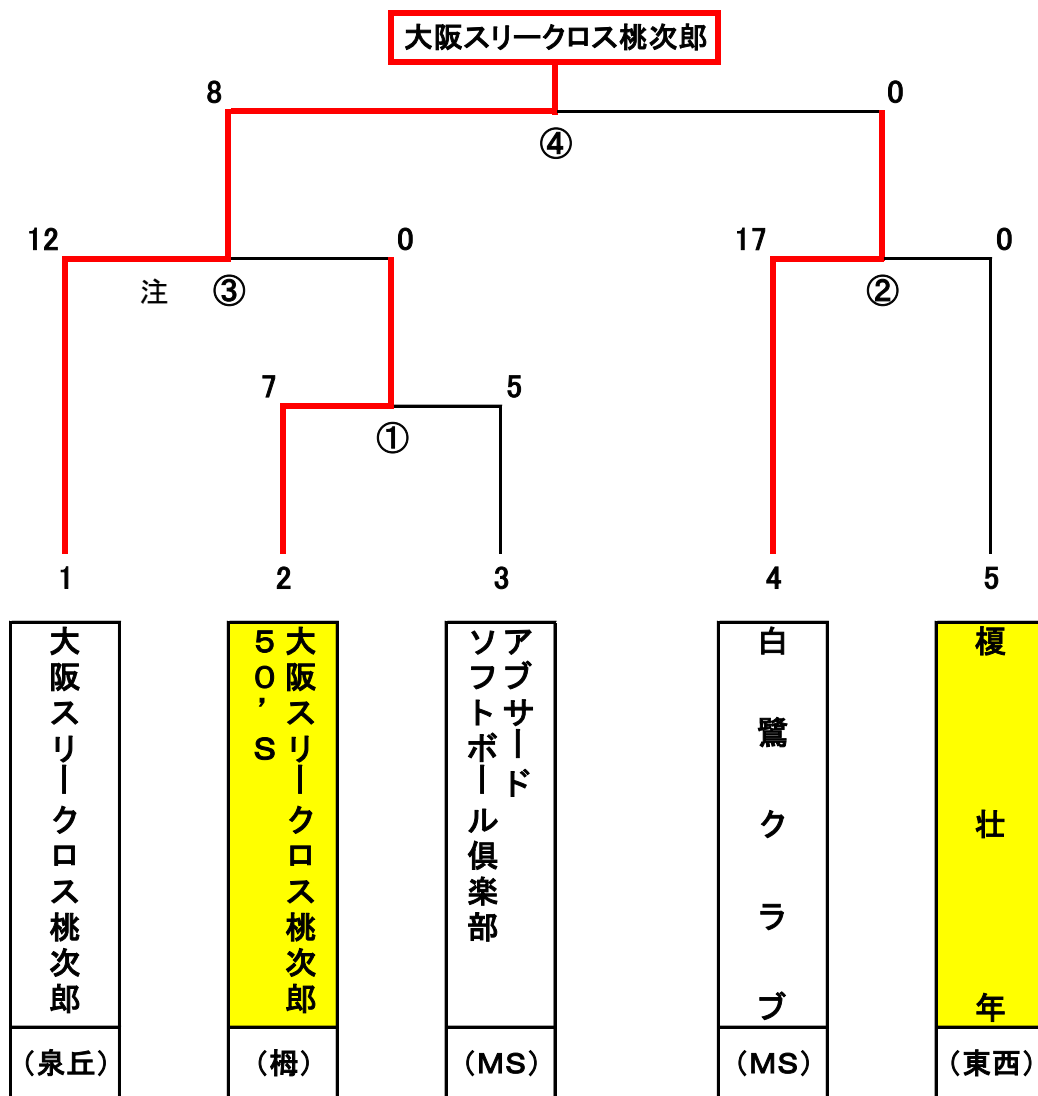 大阪スリークロス桃次郎
8
0
④
12
0
17
0
注
③
②
7
5
①
1
2
3
4
5
大阪スリークロス桃次郎
大阪スリークロス桃次郎
50’S
アブサード
ソフトボール倶楽部
白鷺クラブ
榎壮年
(泉丘)
(栂)
(MS)
(MS)
(東西)